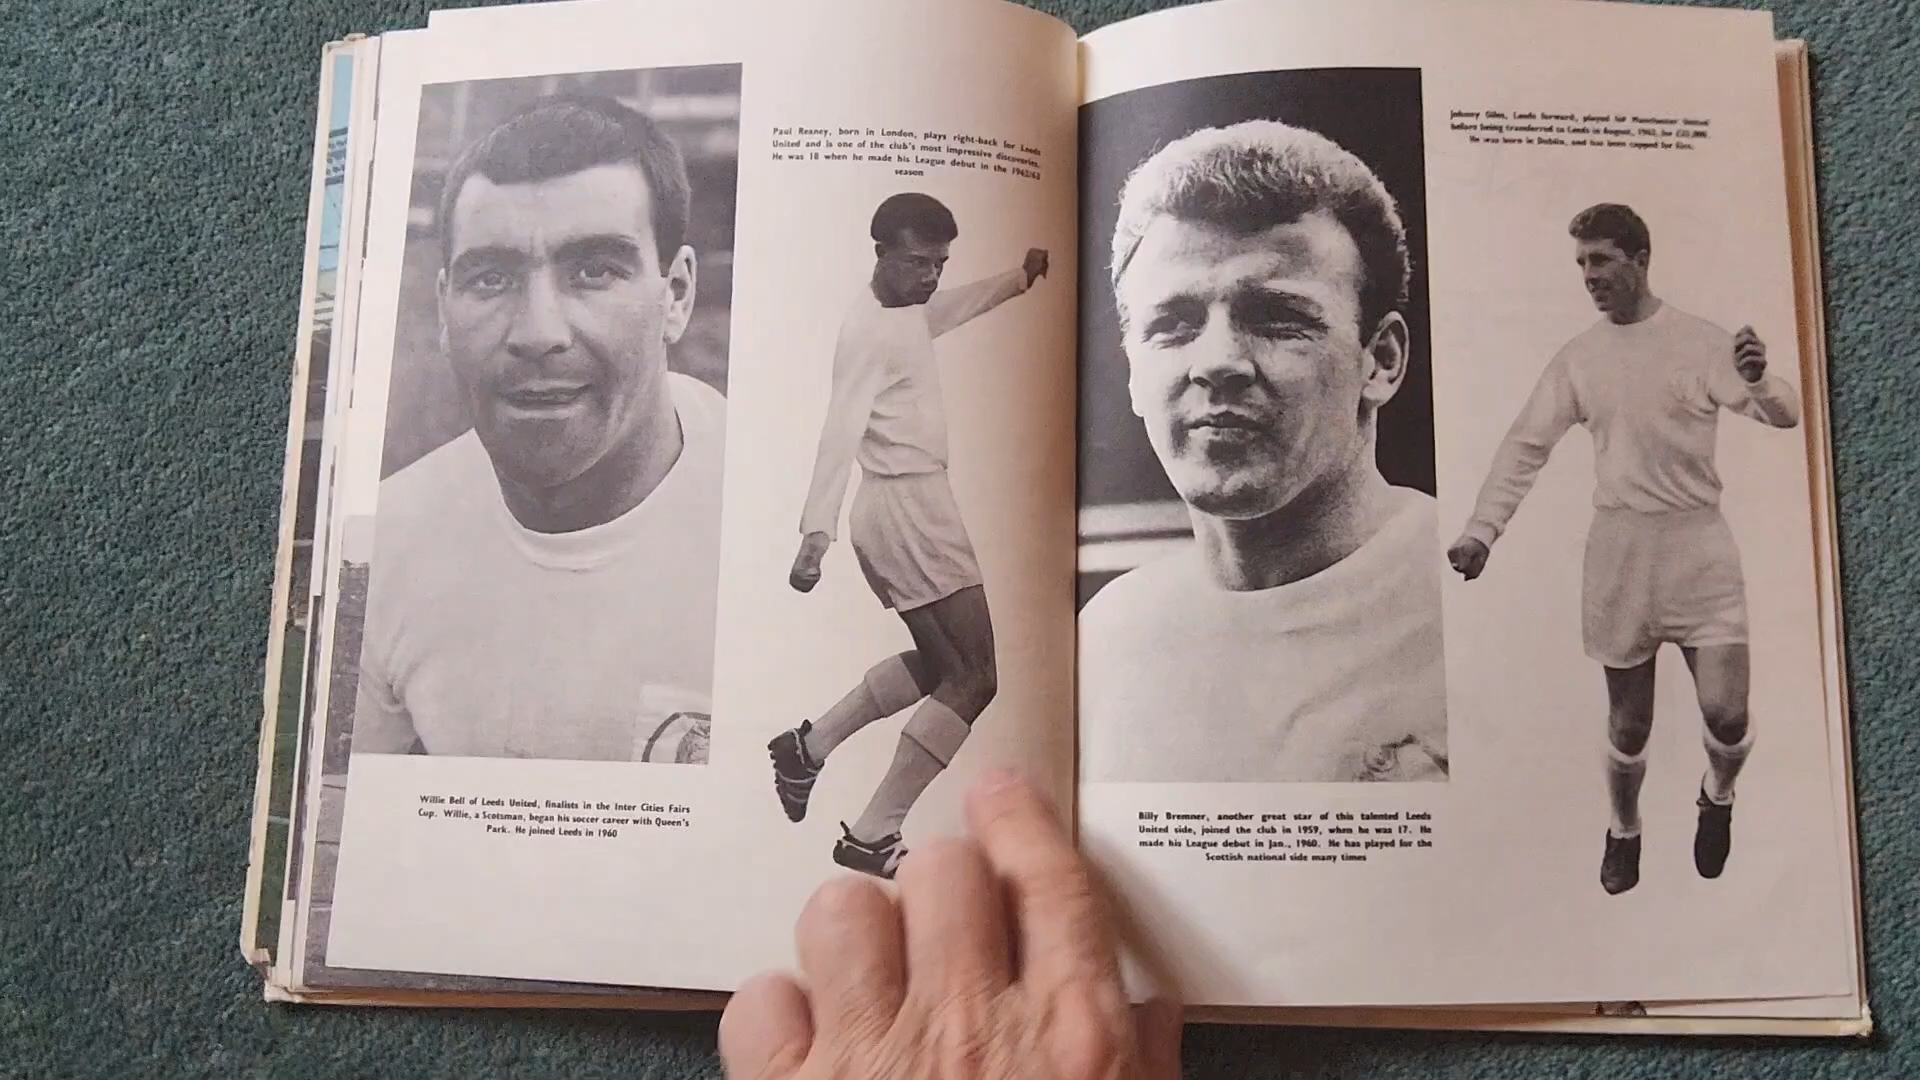 Paul Reaney, born in London, plays right-back for Leeds
United and is one of the club's most impressive discoveries.
He was 18 when he made his League debut in the 1962/63
season
Willie Bell of Leeds United, finalists in the Inter Cities Fairs
Cup. Willie, a Scotsman, began his soccer career with Queen's
Park. He joined Leeds in 1960
Johnny Giles, Leeds forward, played for Manchester United
before being transferred to Leeds in August, 1963, for
He was born in Dublin, and has been capped for Eire.
Billy Bremner, another great star of this talented Leeds
United side, joined the club in 1959, when he was 17. He
made his League debut in Jan., 1960. He has played for the
Scottish national side many times